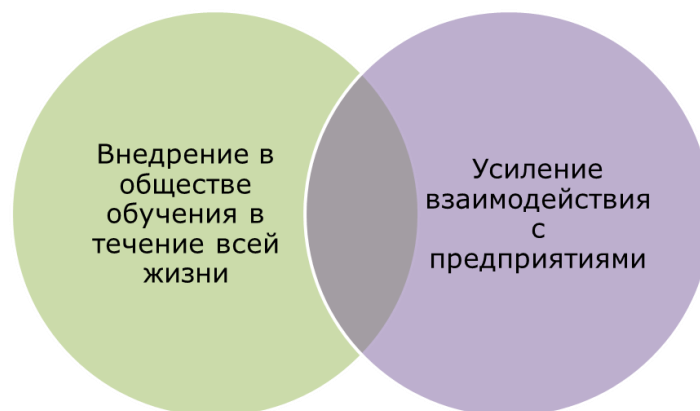 Внедрение в
обществе
обучения в
течение всей
жизни
Усиление
взаимодействия
с
предприятиями